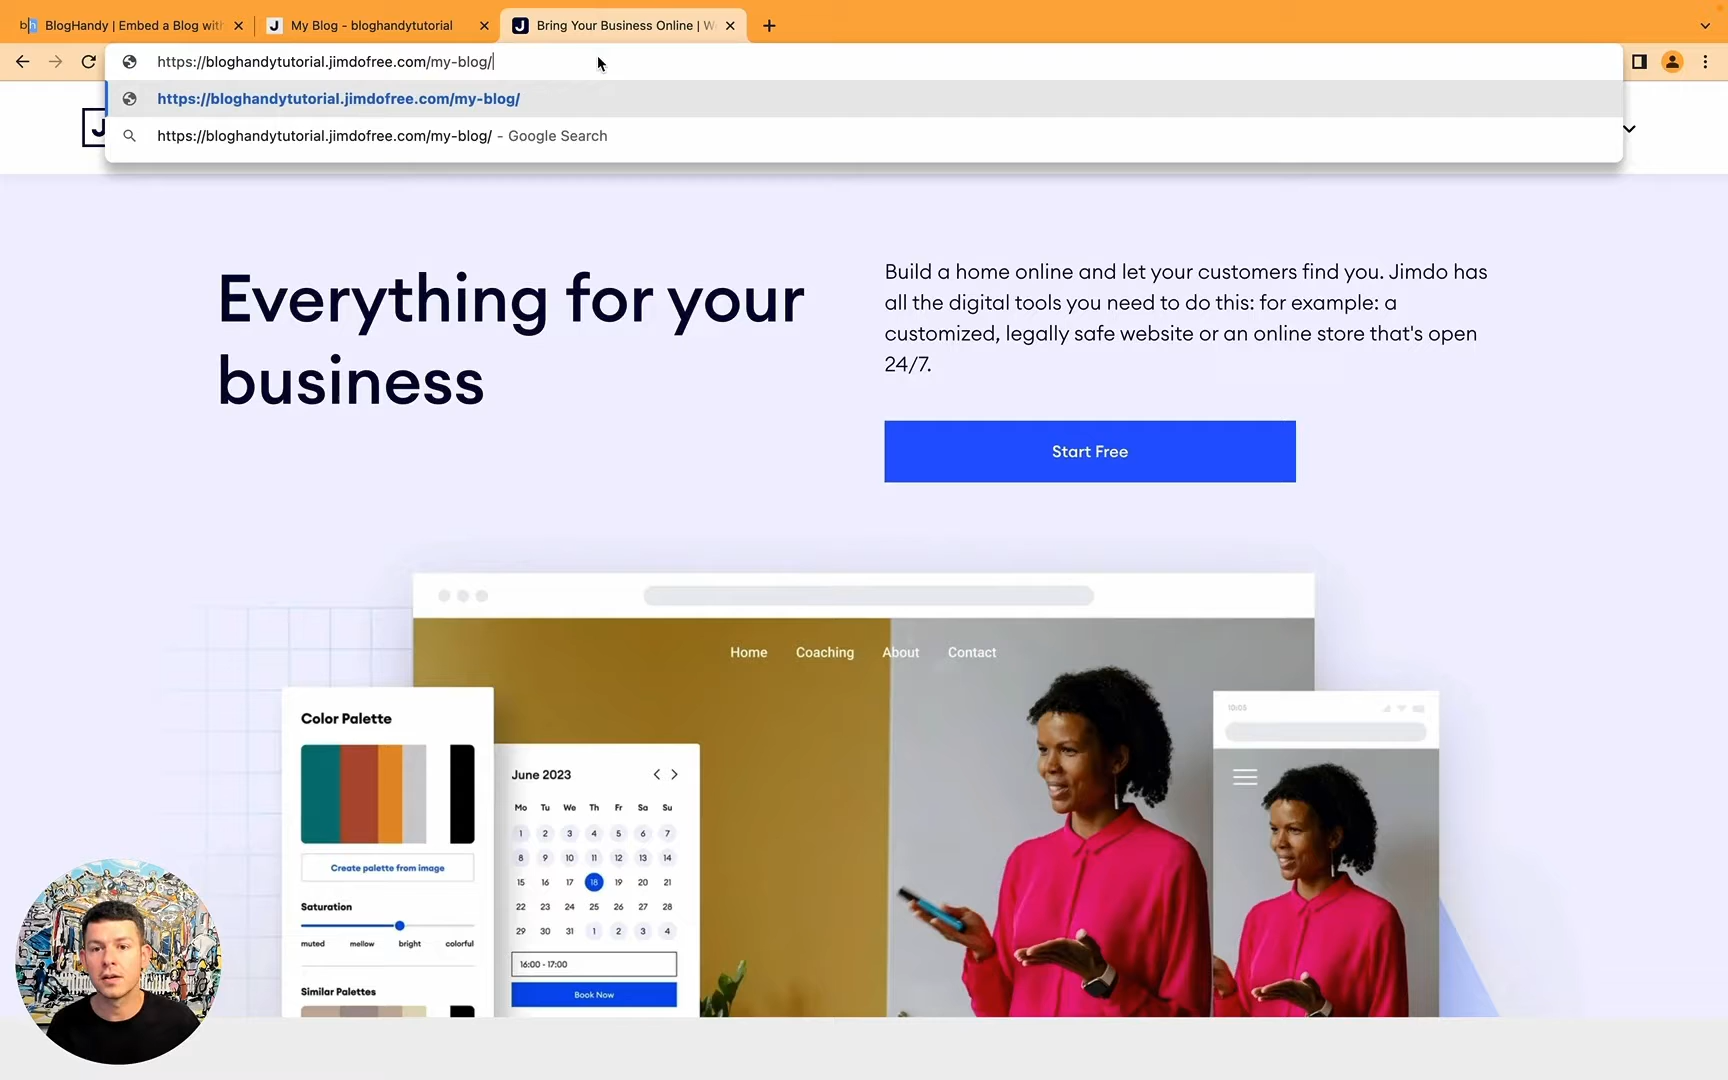 BlogHandy | Embed a Blog with
My Blog - bloghandytutorial
Bring Your Business Online | W
https://bloghandytutorial.jimdofree.com/my-blog/
https://bloghandytutorial.jimdofree.com/my-blog/
https://bloghandytutorial.jimdofree.com/my-blog/ - Google Search
J
Everything for your
business
Build a home online and let your customers find you. Jimdo has
all the digital tools you need to do this: for example: a
customized, legally safe website or an online store that's open
24/7.
Start Free
Home Coaching About Contact
Color Palette
Create palette from image
Saturation
muted mellow bright colorful
Similar Palettes
June 2023
Mo Tu We Th Fr Sa Su
1 2 3 4 5 6 7
8 9 10 11 12 13 14
15 16 17 18 19 20 21
22 23 24 25 26 27 28
29 30 31 1 2 3 4
16:00 - 17:00
Book Now
10:05